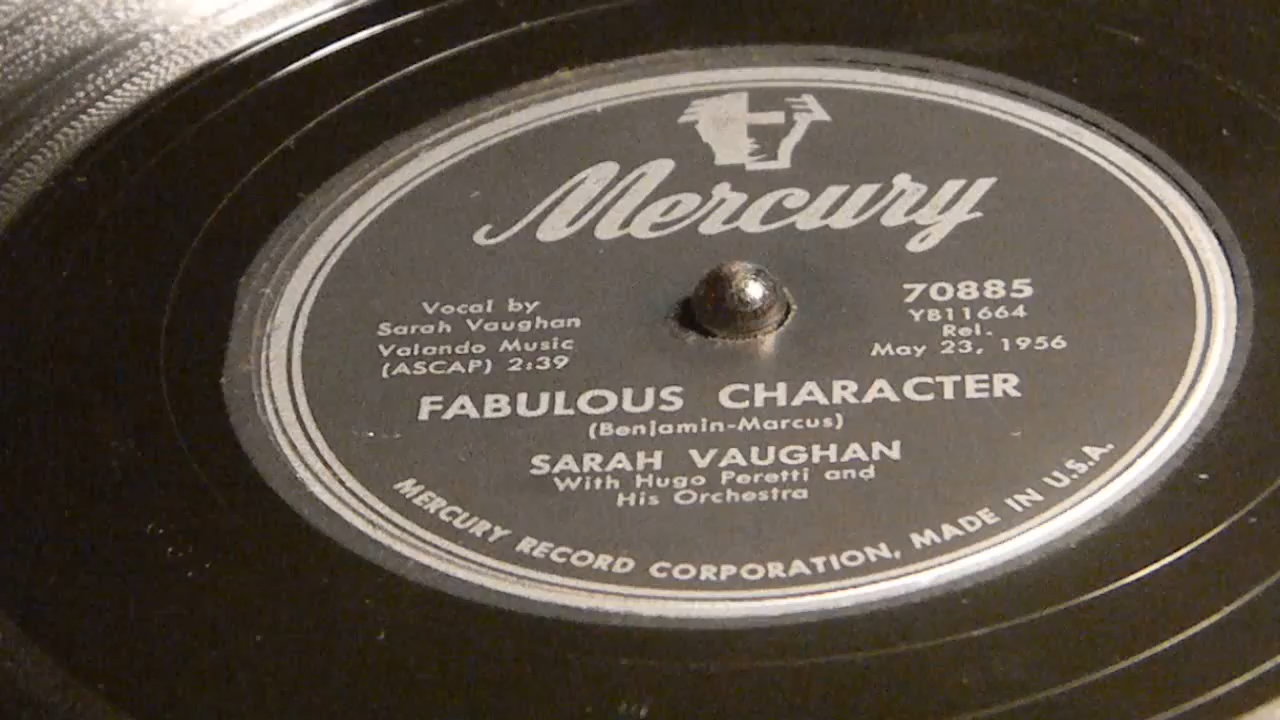 Mercury
Vocal by
Sarah Vaughan
Valando Music
(ASCAP) 2:39
70885
YB11664
Rel.
May 23, 1956
FABULOUS CHARACTER
(Benjamin-Marcus)
SARAH VAUGHAN
With Hugo Peretti and
His Orchestra
MERCURY RECORD CORPORATION, MADE IN U.S.A.